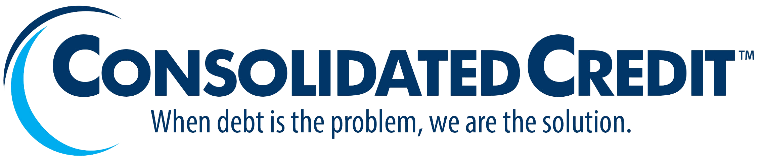 CONSOLIDATED CREDIT™
When debt is the problem, we are the solution.